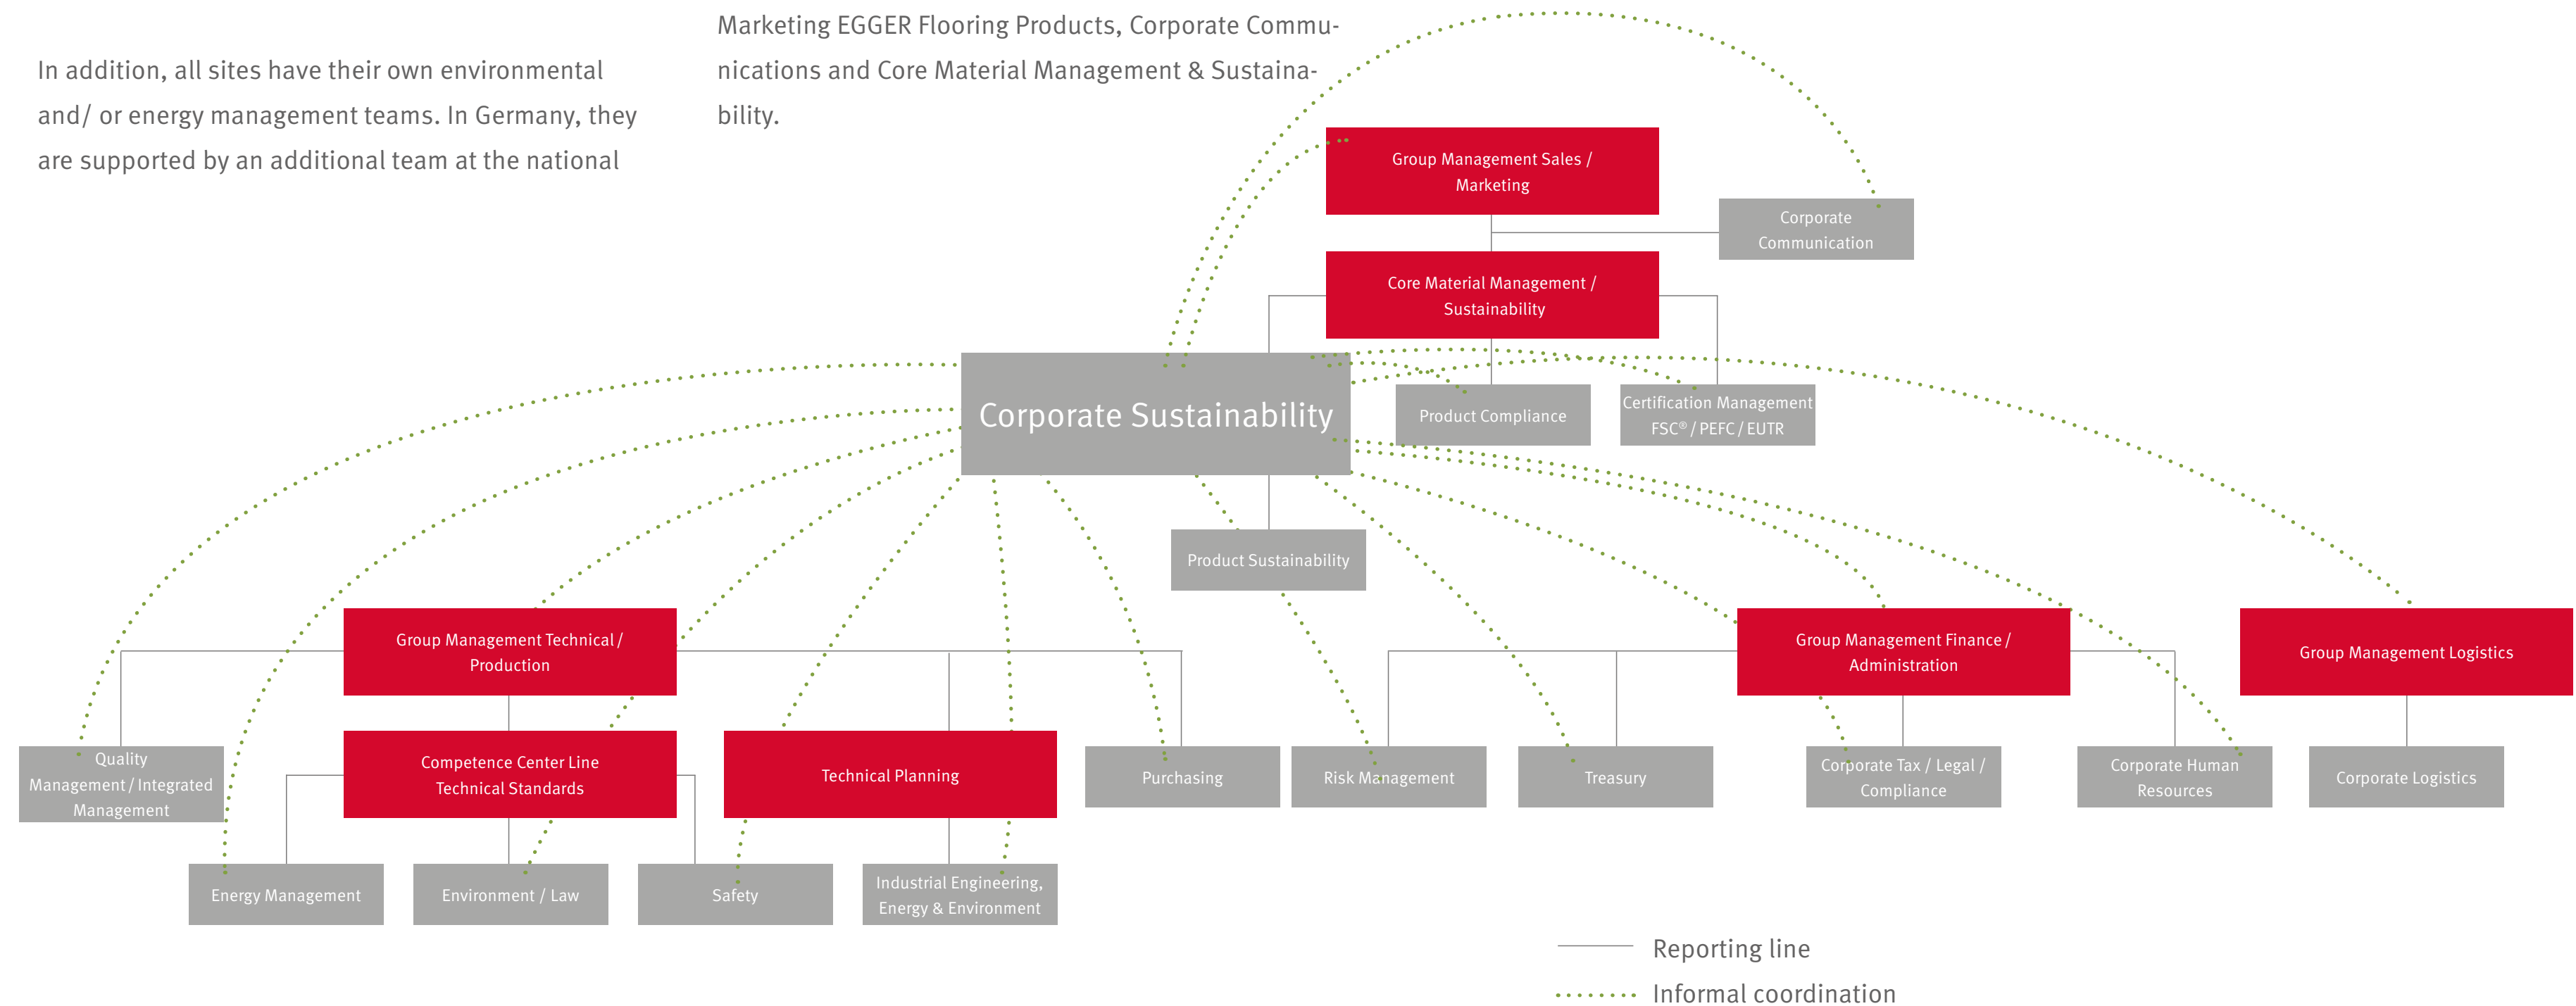 In addition, all sites have their own environmental
and/ or energy management teams. In Germany, they
are supported by an additional team at the national
Marketing EGGER Flooring Products, Corporate Commu-
nications and Core Material Management & Sustaina-
bility.
Group Management Sales /
Marketing
Corporate
Communication
Core Material Management /
Sustainability
Corporate Sustainability
Product Compliance
Certification Management
FSC® / PEFC / EUTR
Product Sustainability
Group Management Technical /
Production
Group Management Finance /
Administration
Group Management Logistics
Quality
Management / Integrated
Management
Competence Center Line
Technical Standards
Technical Planning
Purchasing
Risk Management
Treasury
Corporate Tax / Legal /
Compliance
Corporate Human
Resources
Corporate Logistics
Energy Management
Environment / Law
Safety
Industrial Engineering,
Energy & Environment
Reporting line
Informal coordination